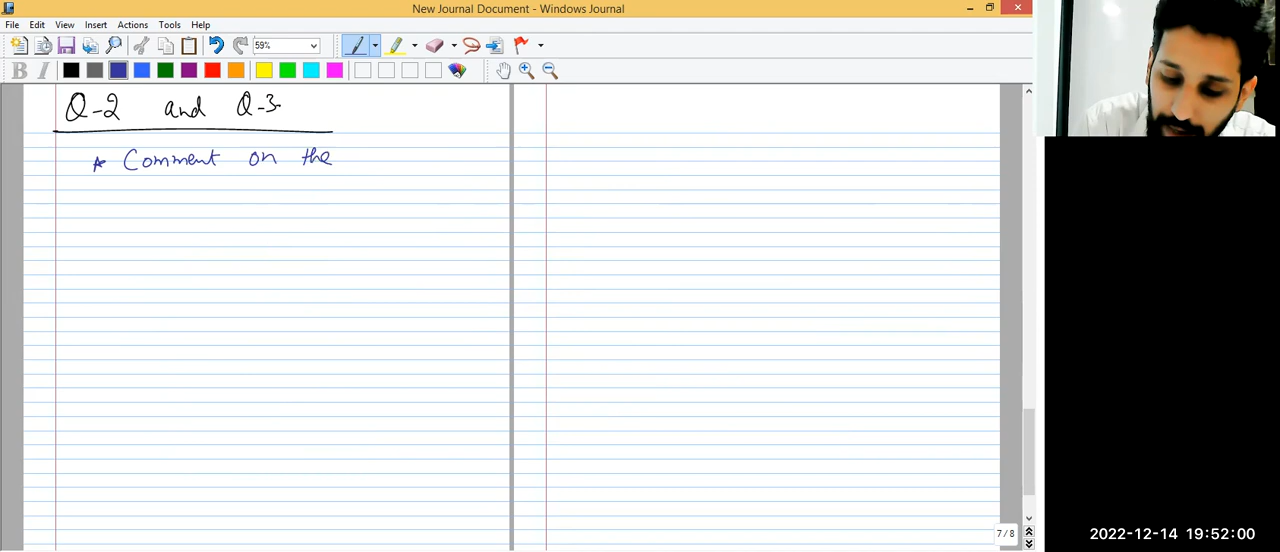 New Journal Document - Windows Journal
File Edit View Insert Actions Tools Help
59%
B I
Q-2 and Q-3
* Comment on the
7 / 8
2022-12-14 19:52:00